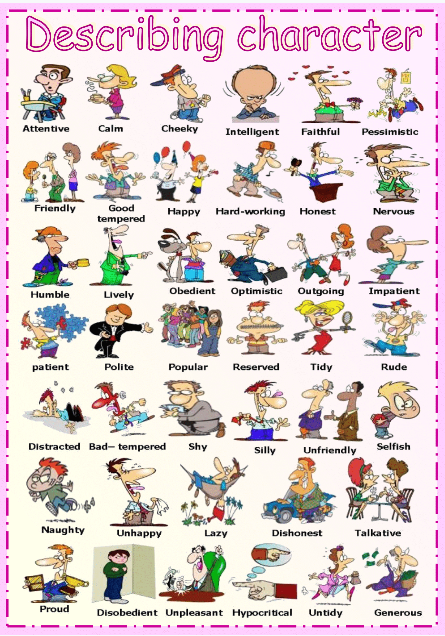 Describing character
Attentive Calm Cheeky Intelligent Faithful Pessimistic
Friendly Good tempered Happy Hard-working Honest Nervous
Humble Lively Obedient Optimistic Outgoing Impatient
patient Polite Popular Reserved Tidy Rude
Distracted Bad– tempered Shy Silly Unfriendly Selfish
Naughty Unhappy Lazy Dishonest Talkative
Proud Disobedient Unpleasant Hypocritical Untidy Generous